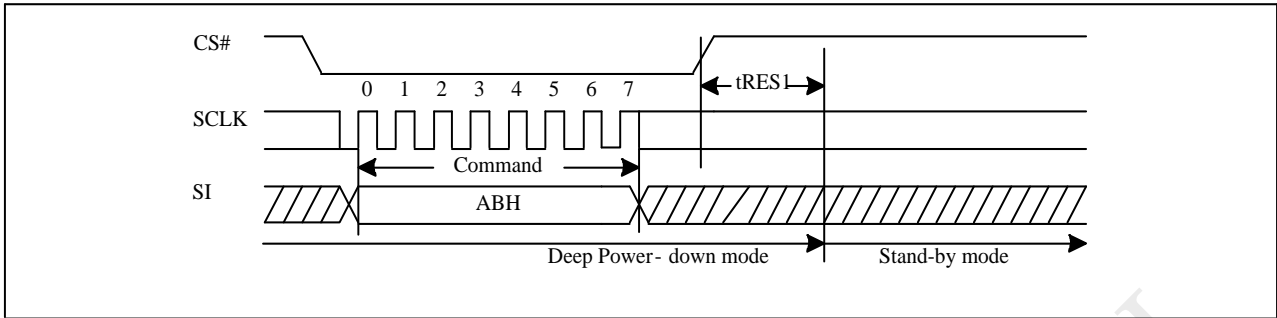 CS#
tRES1
0 1 2 3 4 5 6 7
SCLK
Command
SI
ABH
Deep Power- down mode Stand-by mode